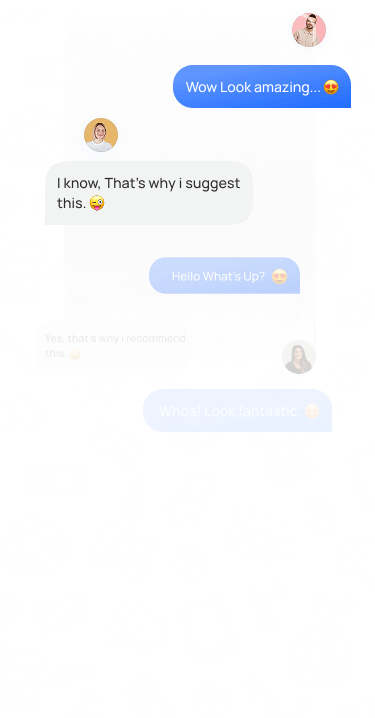 Wow Look amazing... 😍
I know, That's why i suggest
this. 😜
Hello What's Up? 😍
Yes, that's why I recommend
this. 😜
Whoa! Look fantastic. 😍